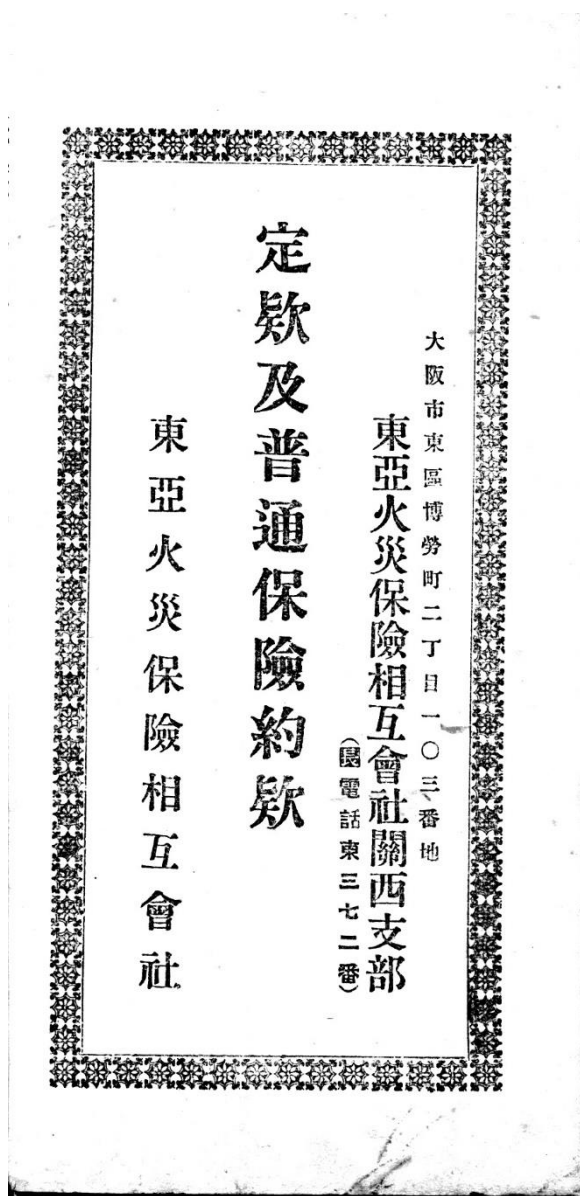 大阪市東區博勞町二丁目一〇三番地
東亞火災保險相互會社關西支部
(長電話東三七二番)
定欵及普通保險約欵
東亞火災保險相互會社